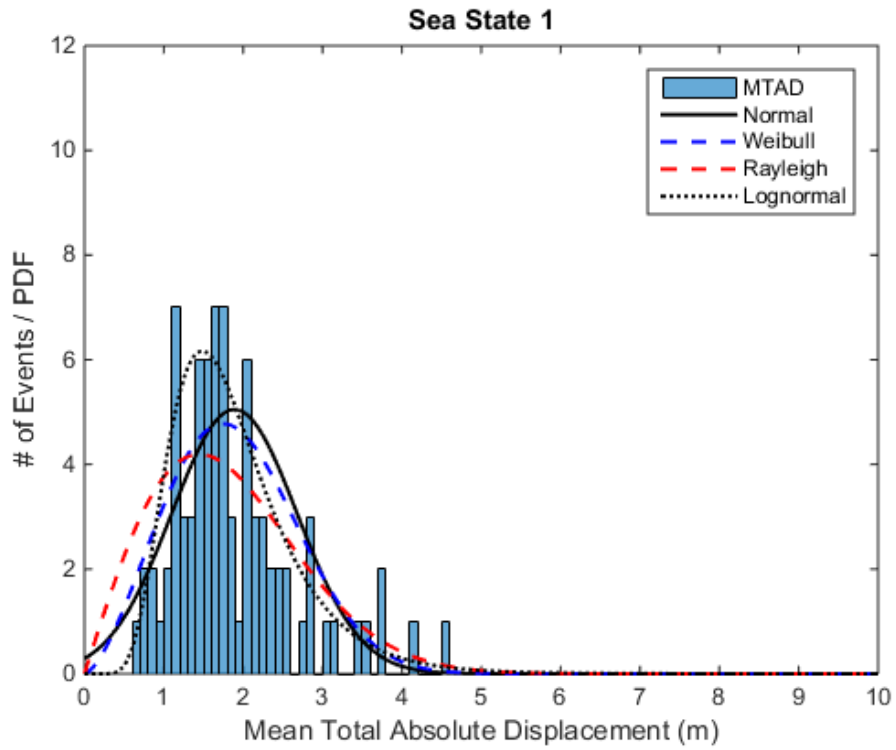 Sea State 1
12
10
8
6
4
2
0
# of Events / PDF
MTAD
Normal
Weibull
Rayleigh
Lognormal
0 1 2 3 4 5 6 7 8 9 10
Mean Total Absolute Displacement (m)